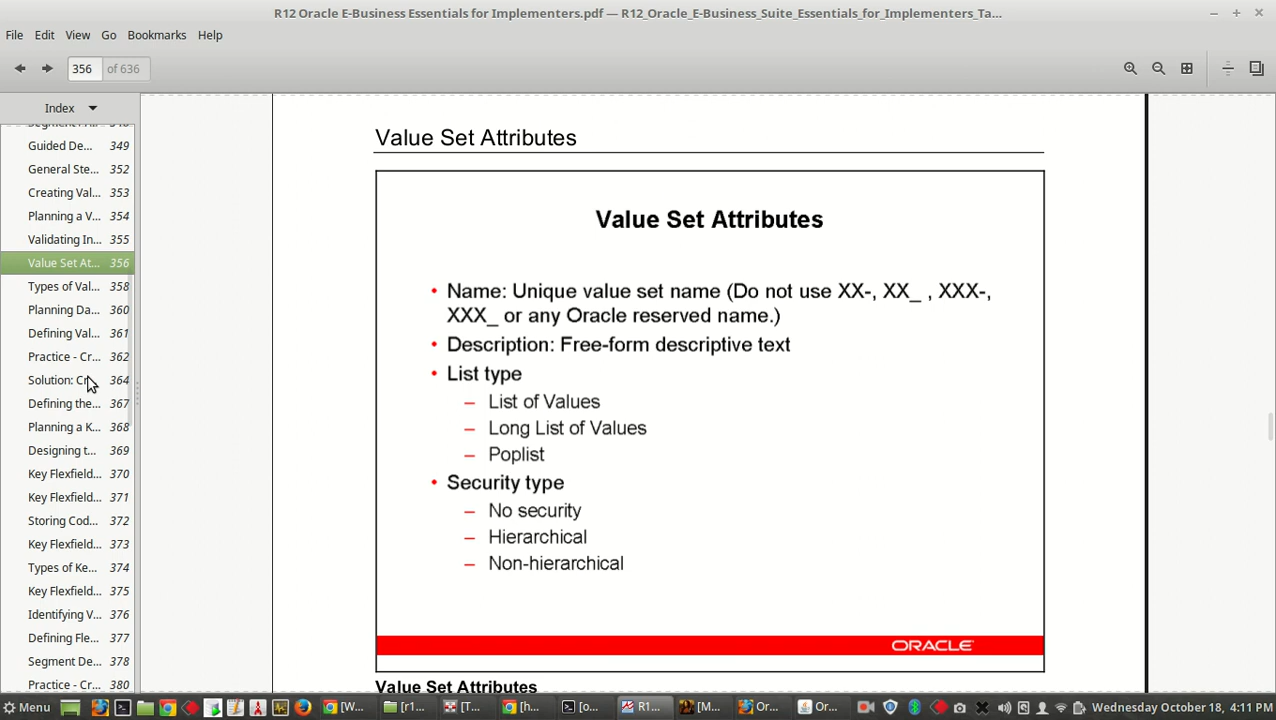 R12 Oracle E-Business Essentials for Implementers.pdf — R12_Oracle_E-Business_Suite_Essentials_for_Implementers_Ta...
File Edit View Go Bookmarks Help
356 of 636
Index
349
Guided De... 349
General Ste... 352
Creating Val... 353
Planning a V... 354
Validating In... 355
Value Set At... 356
Types of Val... 358
Planning Da... 360
Defining Val... 361
Practice - Cr... 362
Solution: Cr... 364
Defining the... 367
Planning a K... 368
Designing t... 369
Key Flexfield... 370
Key Flexfield... 371
Storing Cod... 372
Key Flexfield... 373
Types of Ke... 374
Key Flexfield... 375
Identifying V... 376
Defining Fle... 377
Segment De... 378
Practice - Cr... 380
Value Set Attributes
Value Set Attributes
• Name: Unique value set name (Do not use XX-, XX_ , XXX-,
XXX_ or any Oracle reserved name.)
• Description: Free-form descriptive text
• List type
– List of Values
– Long List of Values
– Poplist
• Security type
– No security
– Hierarchical
– Non-hierarchical
ORACLE
Value Set Attributes
Menu [W... [r1... [T... [h... [o... R1... [M... Or... Or... Wednesday October 18, 4:11 PM